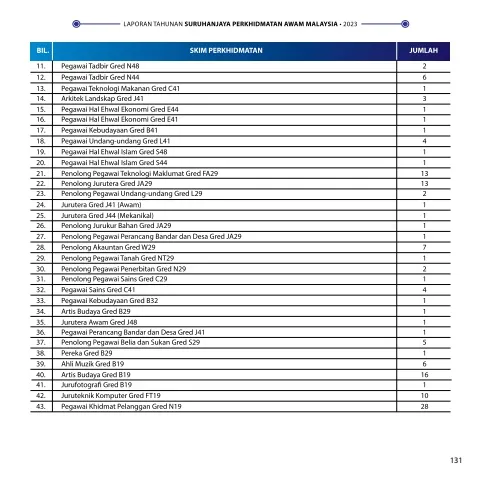 LAPORAN TAHUNAN SURUHANJAYA PERKHIDMATAN AWAM MALAYSIA • 2023
BIL. SKIM PERKHIDMATAN JUMLAH
11. Pegawai Tadbir Gred N48 2
12. Pegawai Tadbir Gred N44 6
13. Pegawai Teknologi Makanan Gred C41 1
14. Arkitek Landskap Gred J41 3
15. Pegawai Hal Ehwal Ekonomi Gred E44 1
16. Pegawai Hal Ehwal Ekonomi Gred E41 1
17. Pegawai Kebudayaan Gred B41 1
18. Pegawai Undang-undang Gred L41 4
19. Pegawai Hal Ehwal Islam Gred S48 1
20. Pegawai Hal Ehwal Islam Gred S44 1
21. Penolong Pegawai Teknologi Maklumat Gred FA29 13
22. Penolong Jurutera Gred JA29 13
23. Penolong Pegawai Undang-undang Gred L29 2
24. Jurutera Gred J41 (Awam) 1
25. Jurutera Gred J44 (Mekanikal) 1
26. Penolong Jurukur Bahan Gred JA29 1
27. Penolong Pegawai Perancang Bandar dan Desa Gred JA29 1
28. Penolong Akauntan Gred W29 7
29. Penolong Pegawai Tanah Gred NT29 1
30. Penolong Pegawai Penerbitan Gred N29 2
31. Penolong Pegawai Sains Gred C29 1
32. Pegawai Sains Gred C41 4
33. Pegawai Kebudayaan Gred B32 1
34. Artis Budaya Gred B29 1
35. Jurutera Awam Gred J48 1
36. Pegawai Perancang Bandar dan Desa Gred J41 1
37. Penolong Pegawai Belia dan Sukan Gred S29 5
38. Pereka Gred B29 1
39. Ahli Muzik Gred B19 6
40. Artis Budaya Gred B19 16
41. Jurufotografi Gred B19 1
42. Juruteknik Komputer Gred FT19 10
43. Pegawai Khidmat Pelanggan Gred N19 28
131